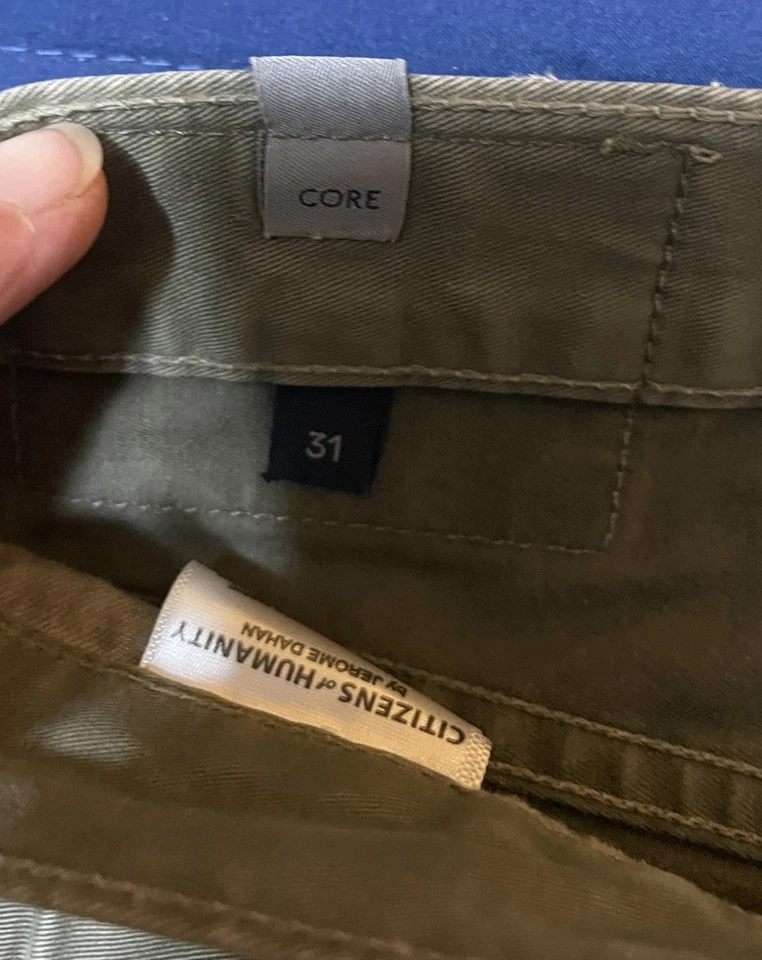 CORE
31
CITIZENS of HUMANITY
by JEROME DAHAN